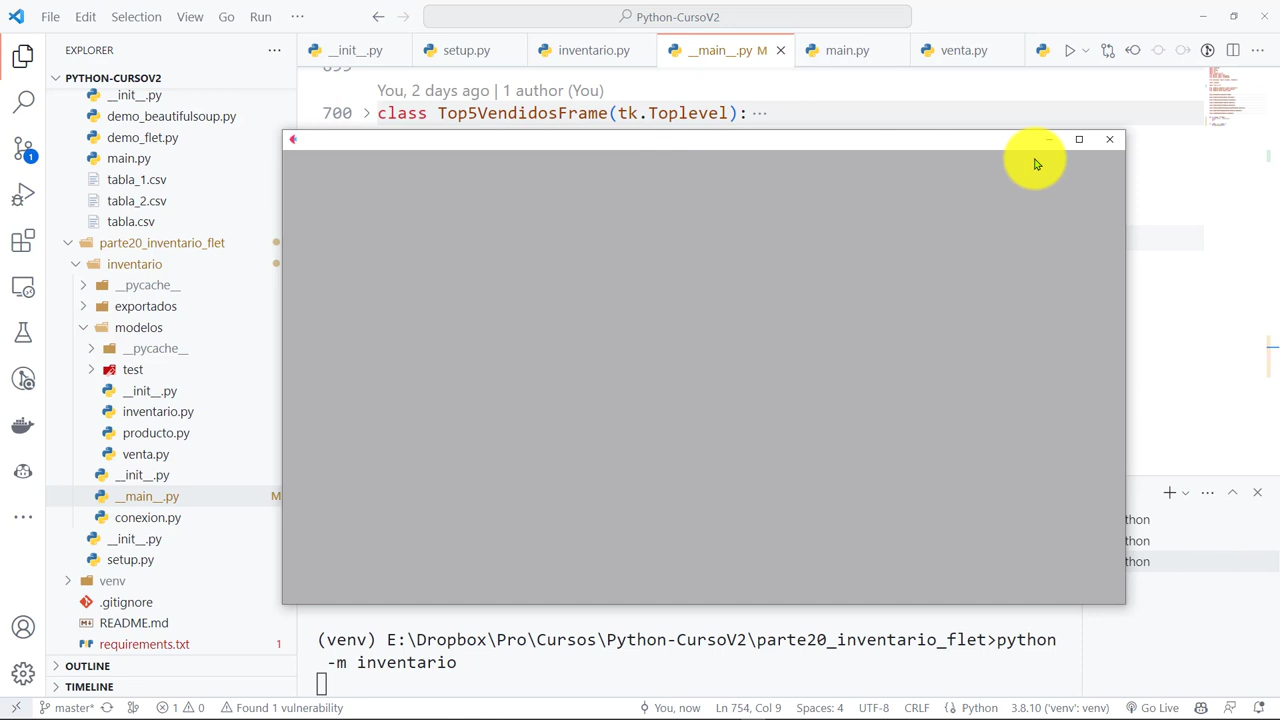 File Edit Selection View Go Run ···
Python-CursoV2
EXPLORER
__init__.py
setup.py
inventario.py
__main__.py M
main.py
venta.py
PYTHON-CURSOV2
__init__.py
demo_beautifulsoup.py
demo_flet.py
main.py
tabla_1.csv
tabla_2.csv
tabla.csv
parte20_inventario_flet
inventario
__pycache__
exportados
modelos
__pycache__
test
__init__.py
inventario.py
producto.py
venta.py
__init__.py
__main__.py M
conexion.py
__init__.py
setup.py
venv
.gitignore
README.md
requirements.txt 1
OUTLINE
TIMELINE
1
You, 2 days ago | 1 author (You)
700 class Top5VendidosFrame(tk.Toplevel): ···
thon
thon
thon
(venv) E:\Dropbox\Pro\Cursos\Python-CursoV2\parte20_inventario_flet>python
-m inventario
master* 1 0 Found 1 vulnerability You, now Ln 754, Col 9 Spaces: 4 UTF-8 CRLF Python 3.8.10 ('venv': venv) Go Live